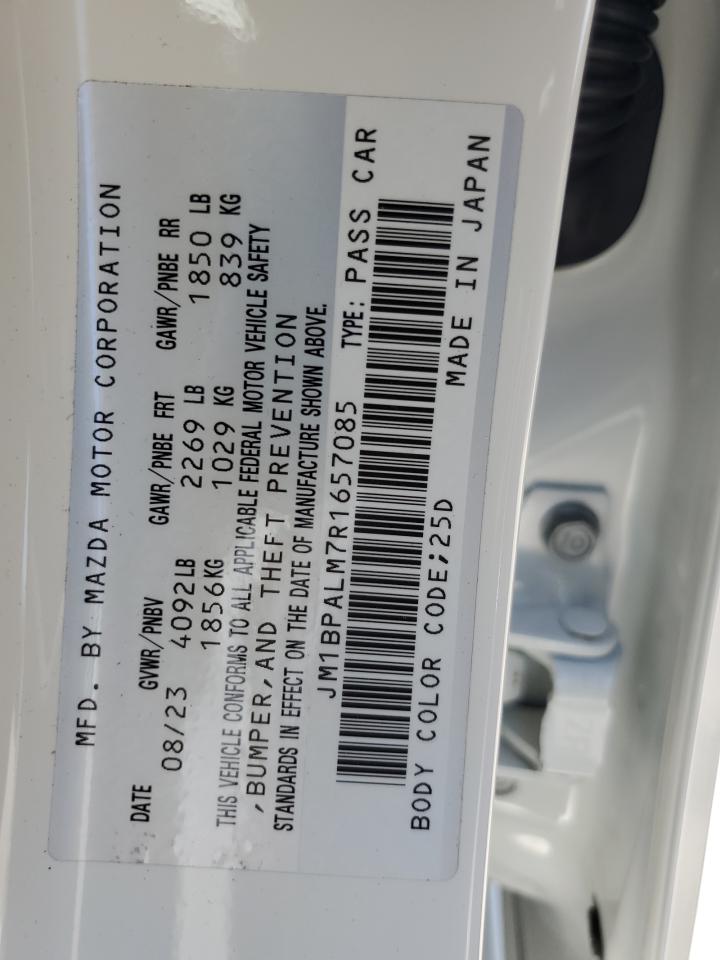 MFD. BY MAZDA MOTOR CORPORATION
DATE GVWR/PNBV GAWR/PNBE FRT GAWR/PNBE RR
08/23 4092LB 2269 LB 1850 LB
1856KG 1029 KG 839 KG
THIS VEHICLE CONFORMS TO ALL APPLICABLE FEDERAL MOTOR VEHICLE SAFETY
,BUMPER,AND THEFT PREVENTION
STANDARDS IN EFFECT ON THE DATE OF MANUFACTURE SHOWN ABOVE.
JM1BPALM7R1657085 TYPE: PASS CAR
BODY COLOR CODE;25D MADE IN JAPAN